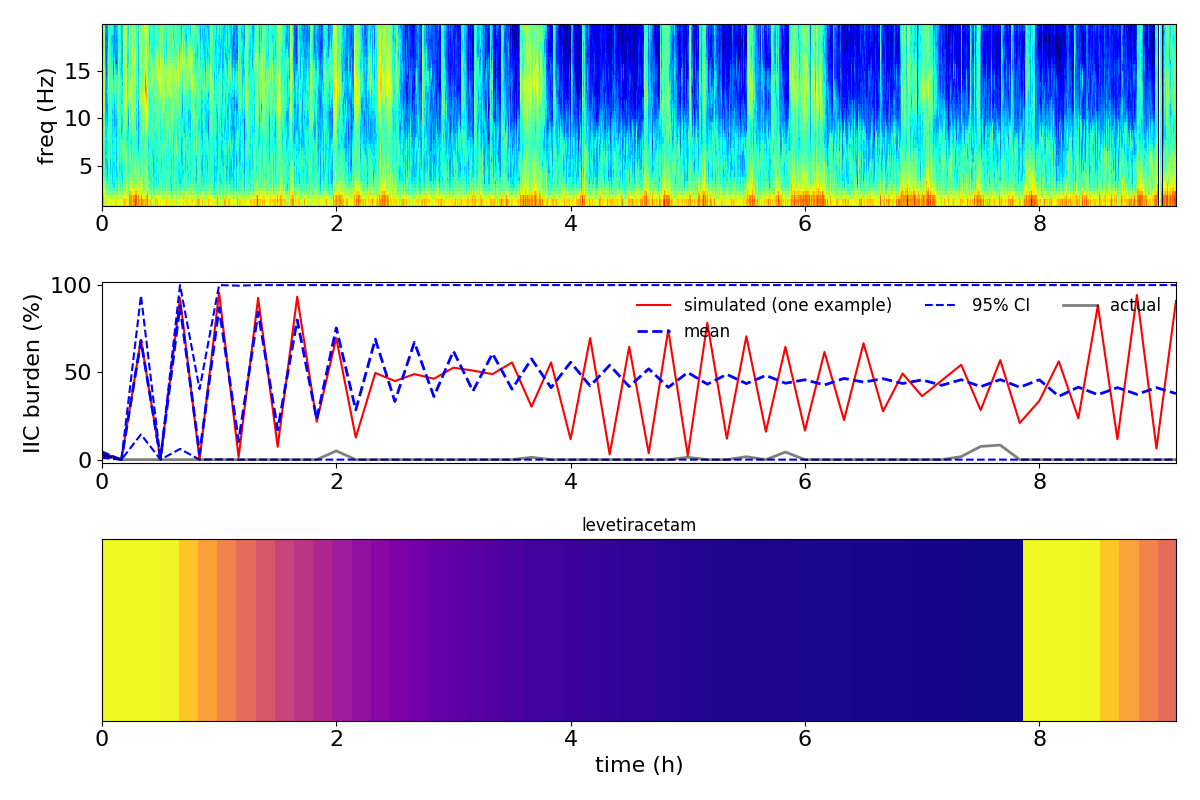 freq (Hz)
15
10
5
0 2 4 6 8
IIC burden (%)
100
50
0
simulated (one example)
mean
95% CI
actual
0 2 4 6 8
levetiracetam
0 2 4 6 8
time (h)